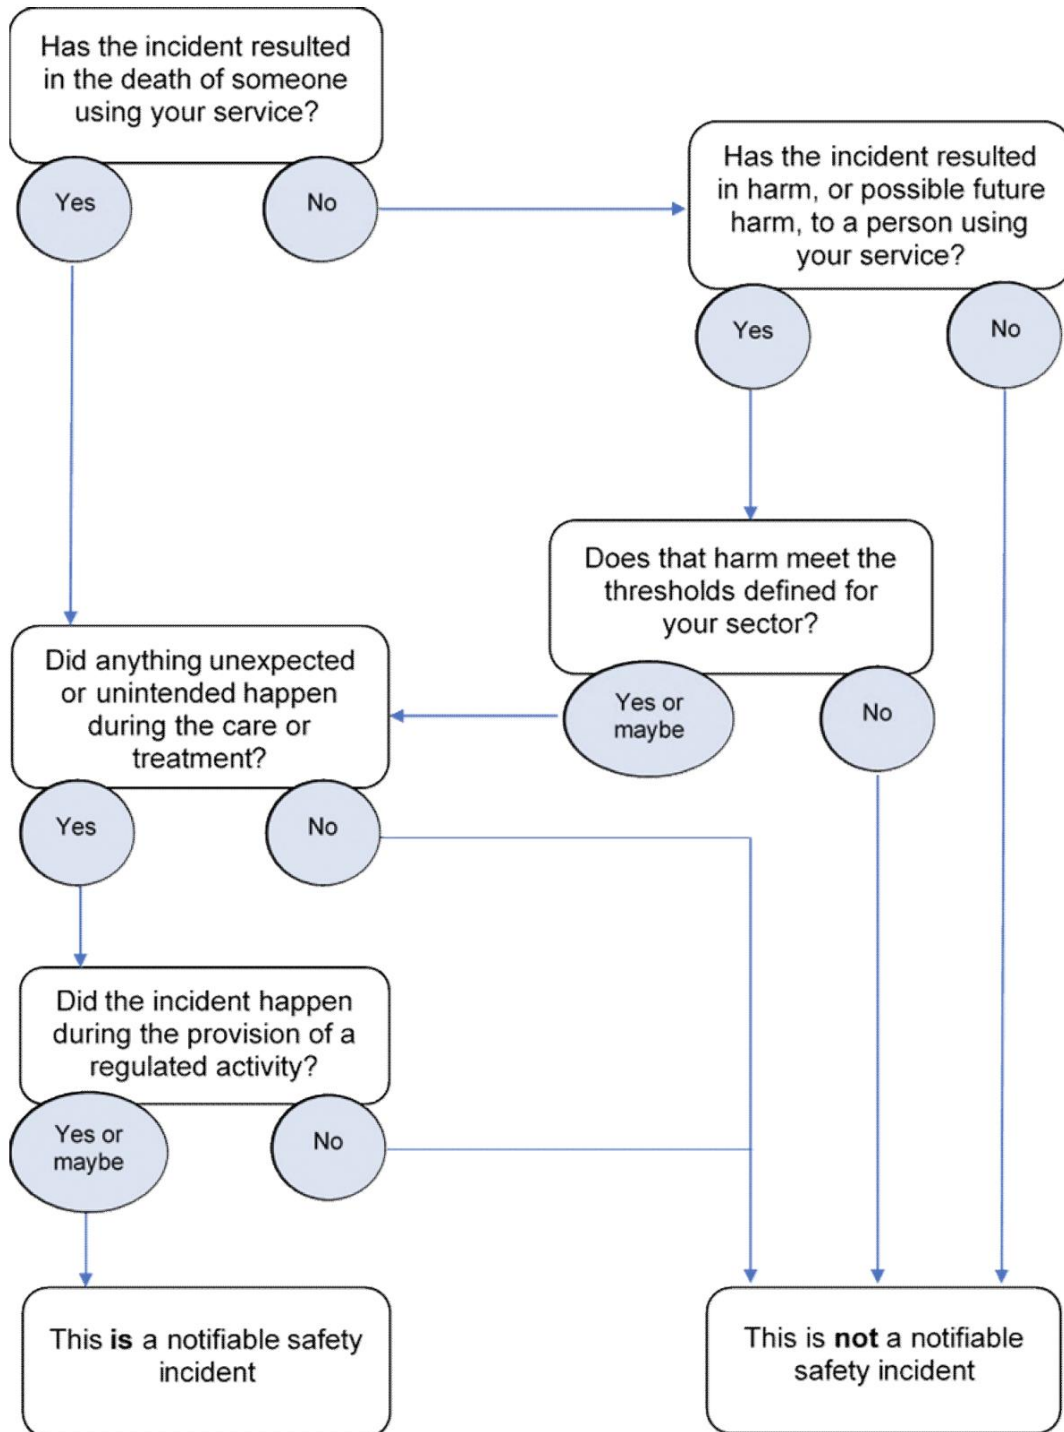 Has the incident resulted
in the death of someone
using your service?
Yes
No
Has the incident resulted
in harm, or possible future
harm, to a person using
your service?
Yes
No
Does that harm meet the
thresholds defined for
your sector?
Yes or
maybe
No
Did anything unexpected
or unintended happen
during the care or
treatment?
Yes
No
Did the incident happen
during the provision of a
regulated activity?
Yes or
maybe
No
This is a notifiable safety
incident
This is not a notifiable
safety incident